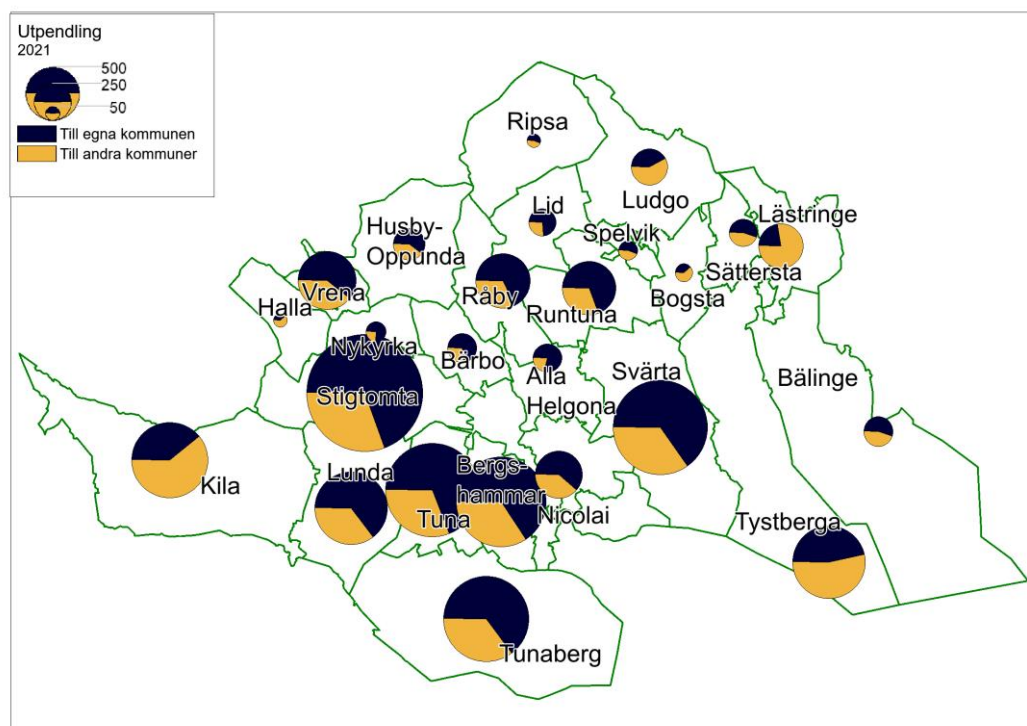 Utpendling
2021
500
250
50
Till egna kommunen
Till andra kommuner
Ripsa
Ludgo
Lid
Lästringe
Husby-
Oppunda
Spelvik
Sättersta
Vrena
Råby
Runtuna
Bogsta
Halla
Nykyrka
Bärbo
Alla
Helgona
Svärta
Bälinge
Stigtomta
Kila
Lunda
Bergs-
hammar
Tuna
Nicolai
Tystberga
Tunaberg